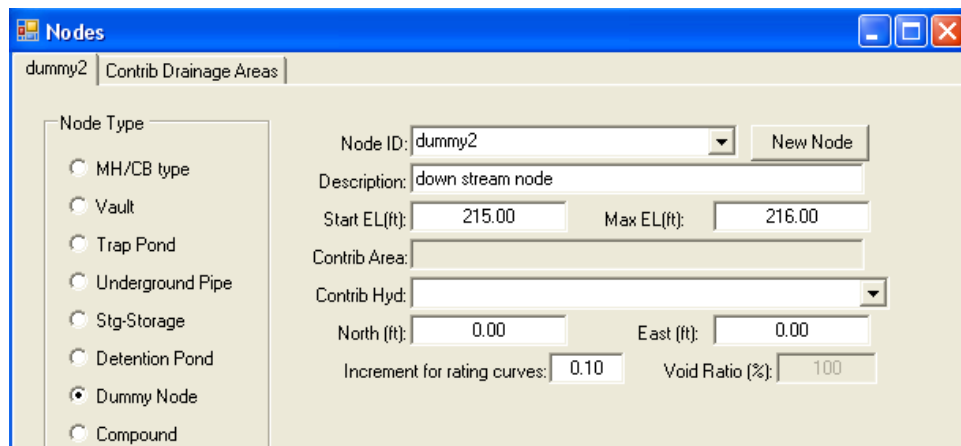 Nodes
dummy2 Contrib Drainage Areas
Node Type
MH/CB type
Vault
Trap Pond
Underground Pipe
Stg-Storage
Detention Pond
Dummy Node
Compound
Node ID: dummy2 New Node
Description: down stream node
Start EL(ft): 215.00 Max EL(ft): 216.00
Contrib Area:
Contrib Hyd:
North (ft): 0.00 East (ft): 0.00
Increment for rating curves: 0.10 Void Ratio (%): 100